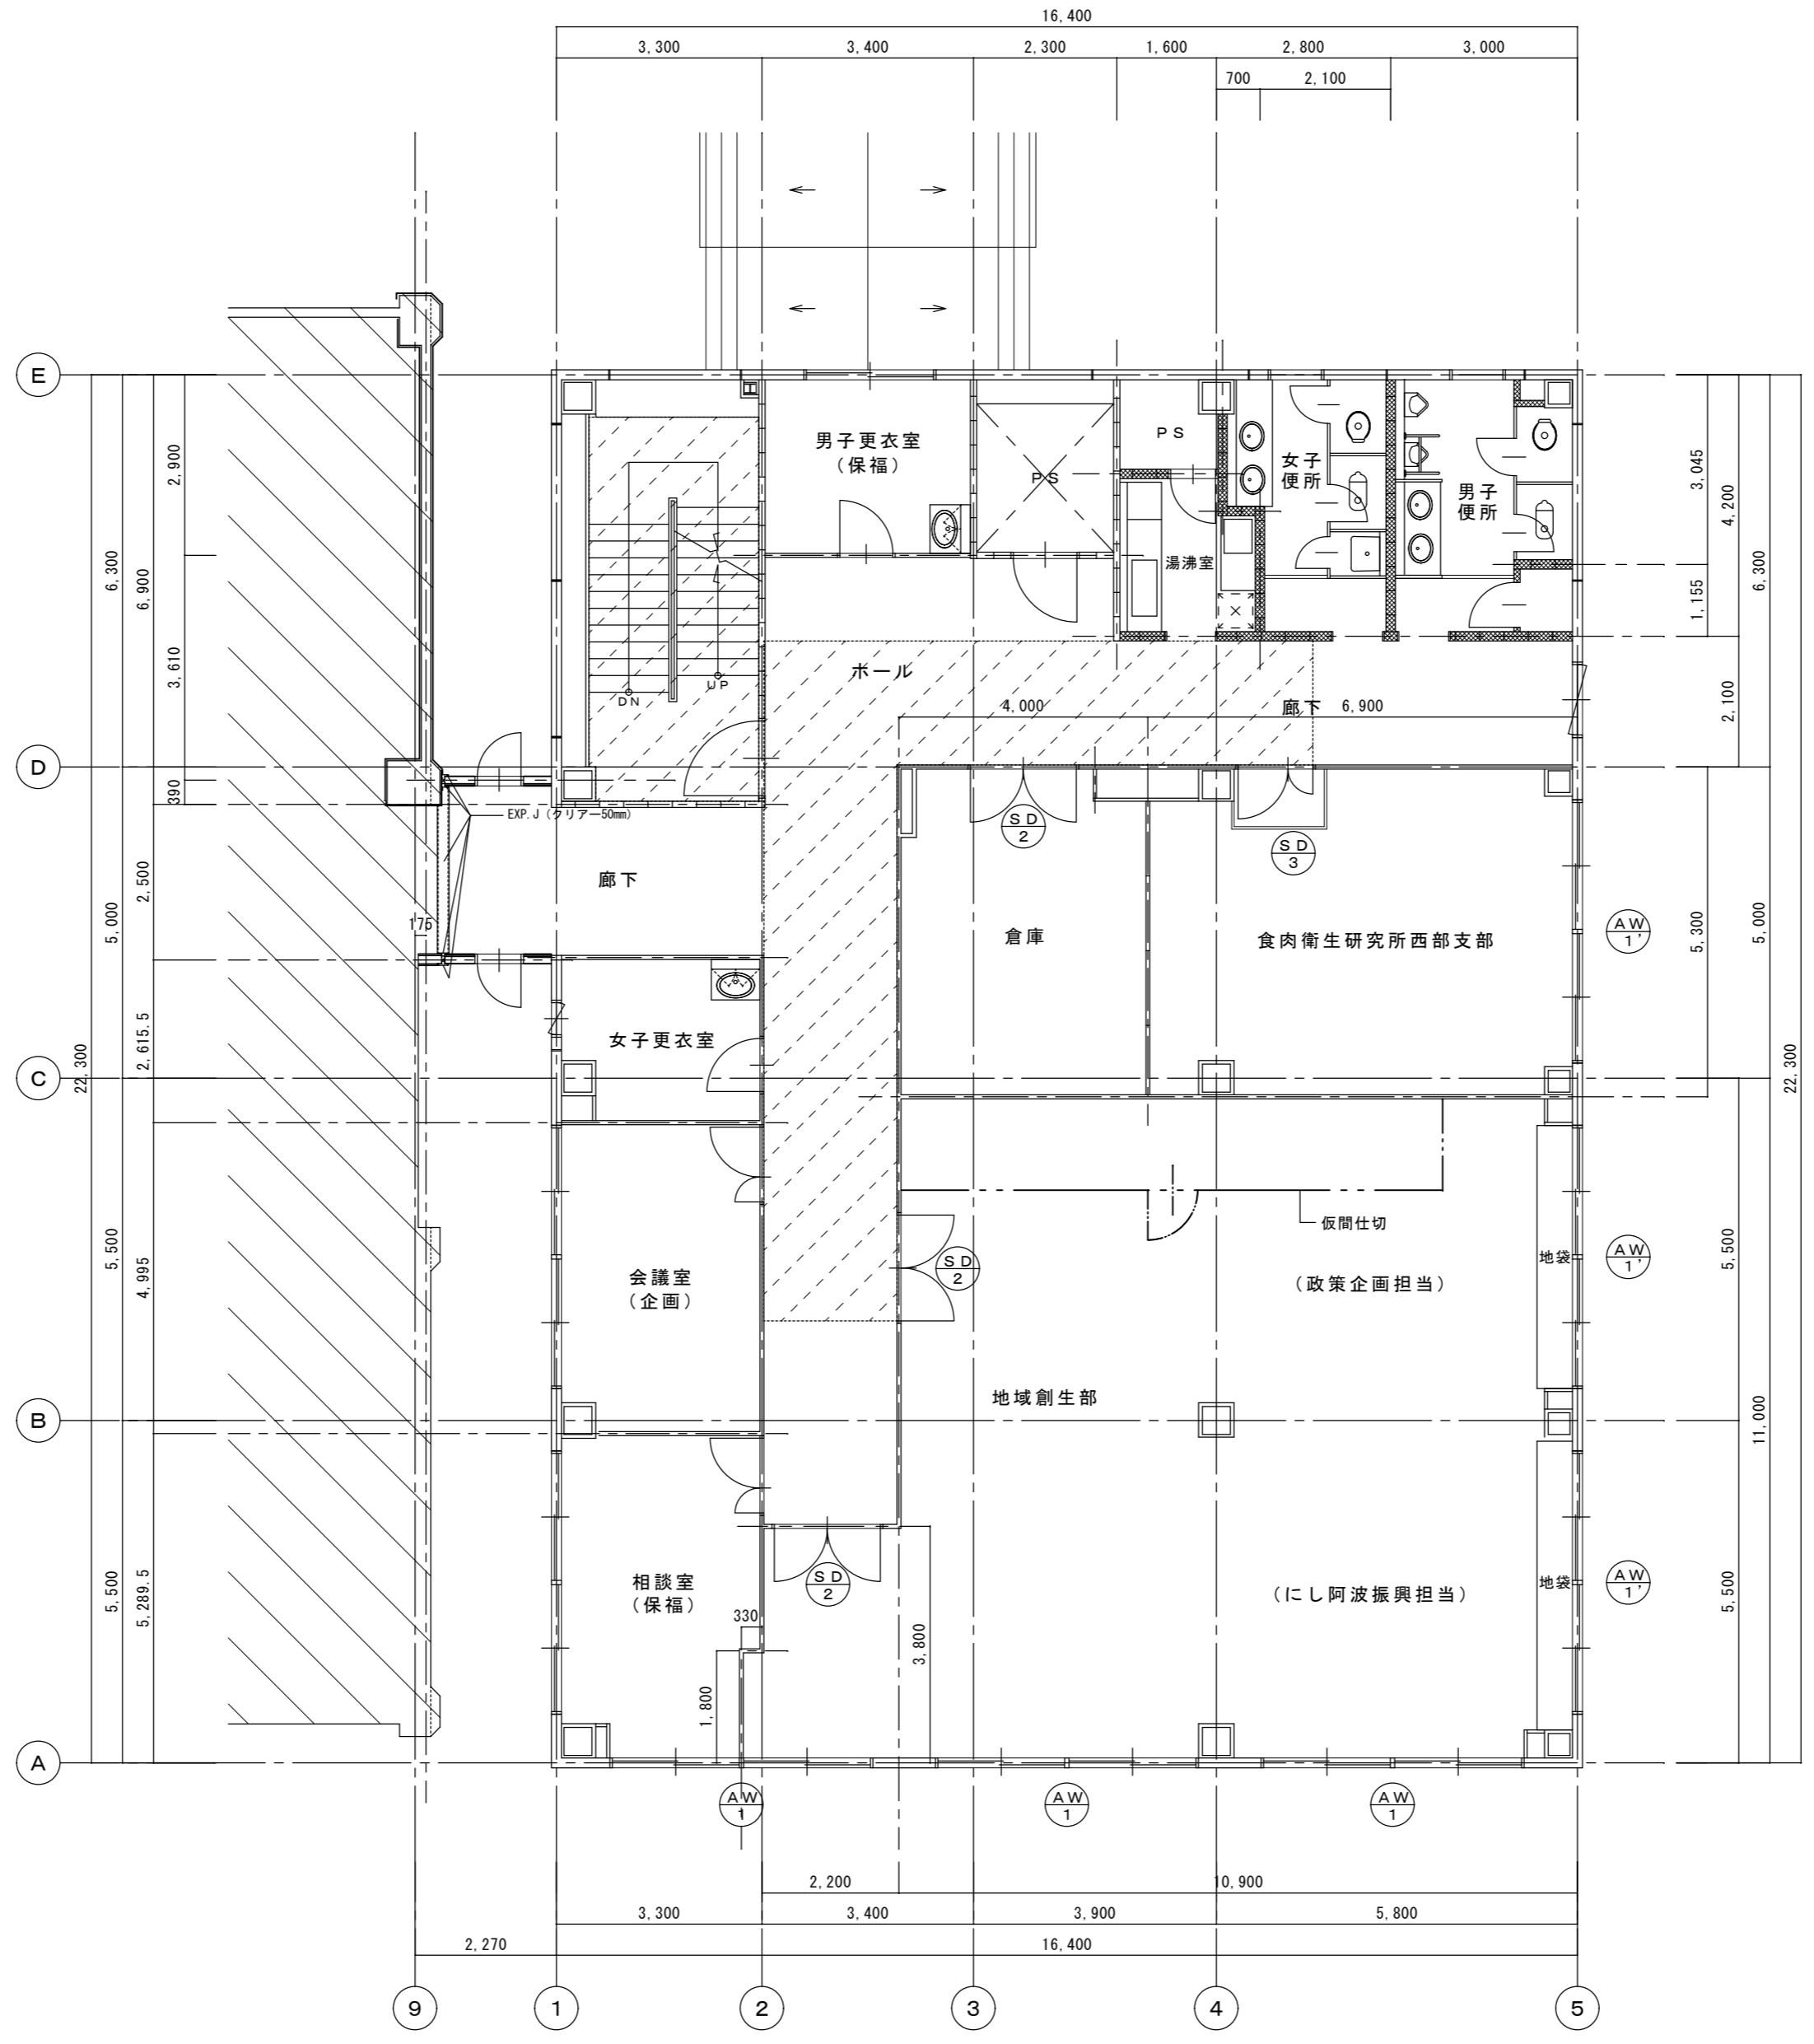 16,400
3,300
3,400
2,300
1,600
2,800
3,000
700
2,100
E
男子更衣室
(保福)
PS
PS
女子
便所
男子
便所
湯沸室
2,900
3,045
4,200
6,300
6,900
6,300
1,155
3,610
ホール
UP
DN
4,000
廊下
6,900
2,100
D
390
EXP.J（クリアー50mm）
SD
2
SD
3
2,500
廊下
5,000
175
倉庫
食肉衛生研究所西部支部
AW
1'
5,300
5,000
2,615.5
女子更衣室
C
22,300
22,300
仮間仕切
5,500
4,995
会議室
(企画)
SD
2
(政策企画担当)
地袋
AW
1'
5,500
地域創生部
B
11,000
5,500
5,289.5
相談室
(保福)
330
SD
2
(にし阿波振興担当)
地袋
AW
1'
5,500
3,800
1,800
A
AW
1
AW
1
AW
1
2,200
10,900
3,300
3,400
3,900
5,800
2,270
16,400
9
1
2
3
4
5